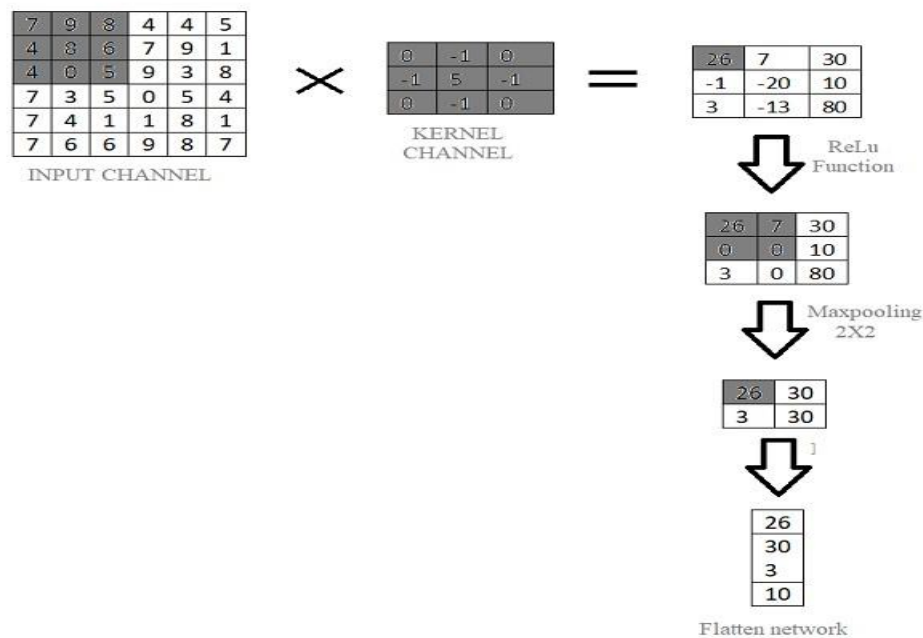 7 9 8 4 4 5
4 8 6 7 9 1
4 0 5 9 3 8
7 3 5 0 5 4
7 4 1 1 8 1
7 6 6 9 8 7
INPUT CHANNEL
0 -1 0
-1 5 -1
0 -1 0
KERNEL
CHANNEL
=
26 7 30
-1 -20 10
3 -13 80
ReLu
Function
26 7 30
0 0 10
3 0 80
Maxpooling
2X2
26 30
3 30
]
26
30
3
10
Flatten network